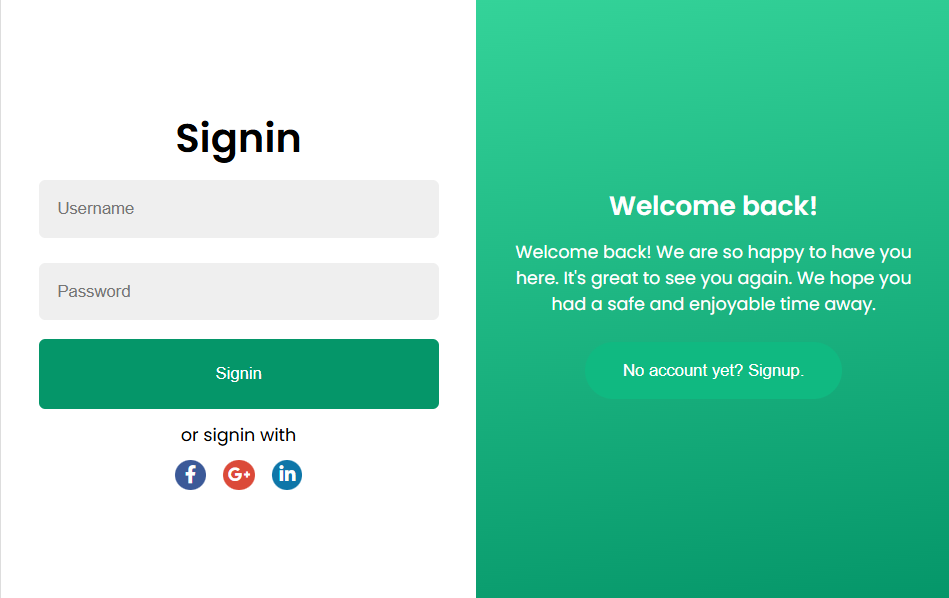 Signin
Username
Password
Signin
or signin with
f
G+
in
Welcome back!
Welcome back! We are so happy to have you
here. It's great to see you again. We hope you
had a safe and enjoyable time away.
No account yet? Signup.